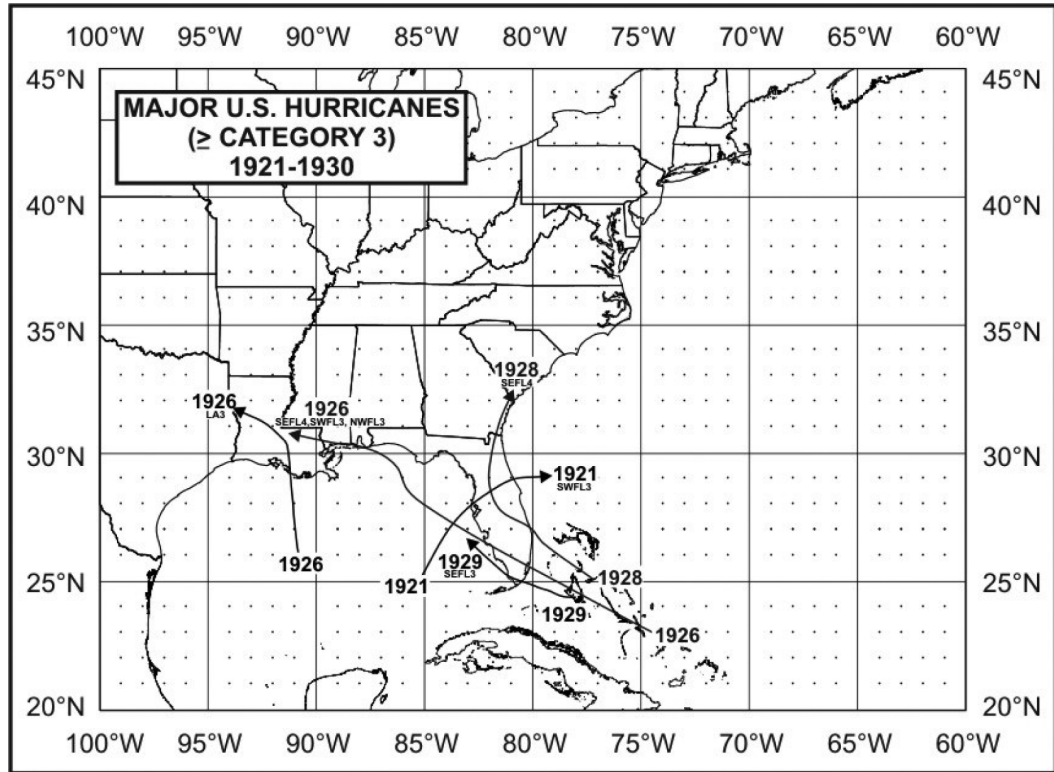 100°W 95°W 90°W 85°W 80°W 75°W 70°W 65°W 60°W
45°N 45°N
MAJOR U.S. HURRICANES
(≥ CATEGORY 3)
1921-1930
40°N 40°N
35°N 35°N
1928
SEFL4
1926
LA3
1926
SEFL4,SWFL3, NWFL3
30°N 30°N
1921
SWFL3
1926
1929
SEFL3
1921
1928
25°N 25°N
1929
1926
20°N 20°N
100°W 95°W 90°W 85°W 80°W 75°W 70°W 65°W 60°W